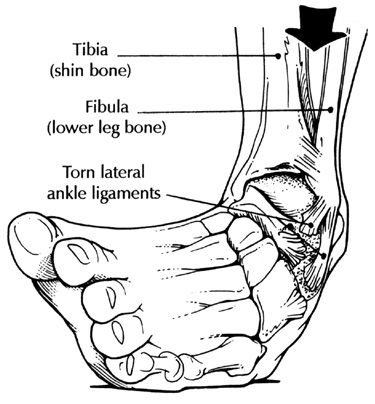 Tibia
(shin bone)
Fibula
(lower leg bone)
Torn lateral
ankle ligaments